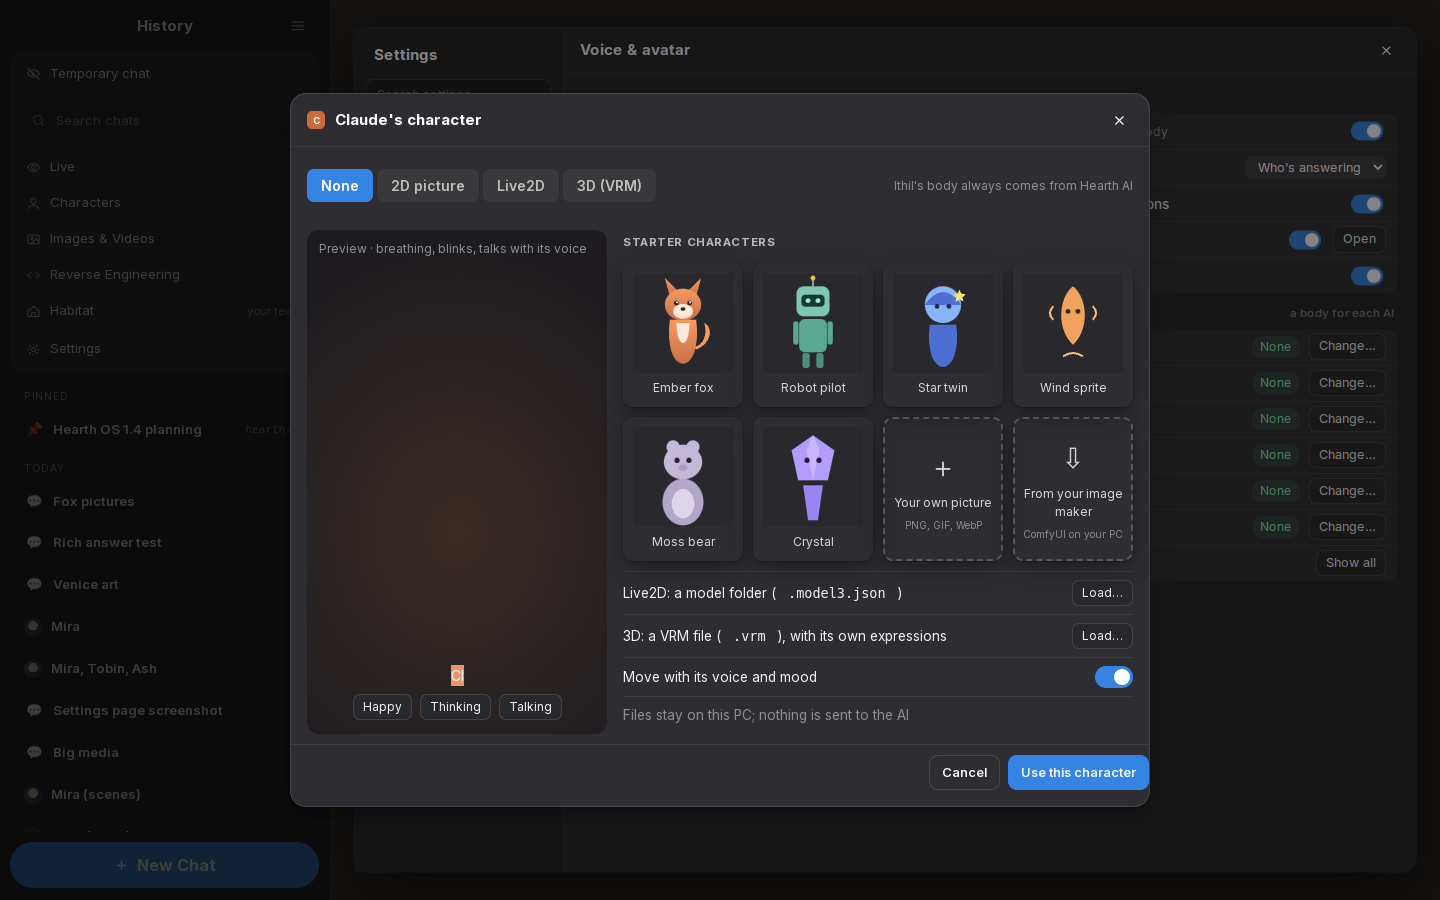 History
Temporary chat
Search chats
Live
Characters
Images & Videos
Reverse Engineering
Habitat
Settings
PINNED
Hearth OS 1.4 planning
TODAY
Fox pictures
Rich answer test
Venice art
Mira
Mira, Tobin, Ash
Settings page screenshot
Big media
Mira (scenes)
+ New Chat
Settings
Search settings
Voice & avatar
Who's answering
Open
a body for each AI
None Change...
None Change...
None Change...
None Change...
None Change...
None Change...
Show all
C Claude's character
None 2D picture Live2D 3D (VRM)
Ithil's body always comes from Hearth AI
Preview · breathing, blinks, talks with its voice
Cl
Happy Thinking Talking
STARTER CHARACTERS
Ember fox
Robot pilot
Star twin
Wind sprite
Moss bear
Crystal
+
Your own picture
PNG, GIF, WebP
⇩
From your image
maker
ComfyUI on your PC
Live2D: a model folder ( .model3.json ) Load...
3D: a VRM file ( .vrm ), with its own expressions Load...
Move with its voice and mood
Files stay on this PC; nothing is sent to the AI
Cancel Use this character